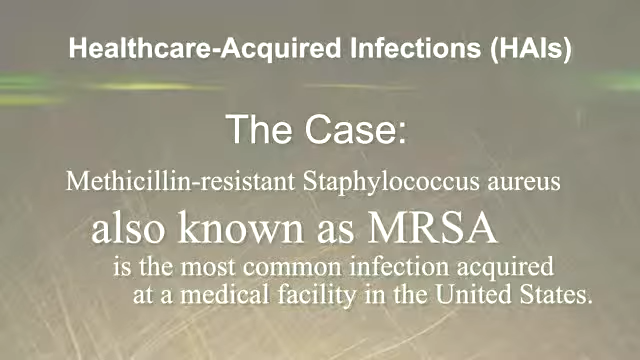 Healthcare-Acquired Infections (HAIs)
The Case:
Methicillin-resistant Staphylococcus aureus
also known as MRSA
is the most common infection acquired
at a medical facility in the United States.